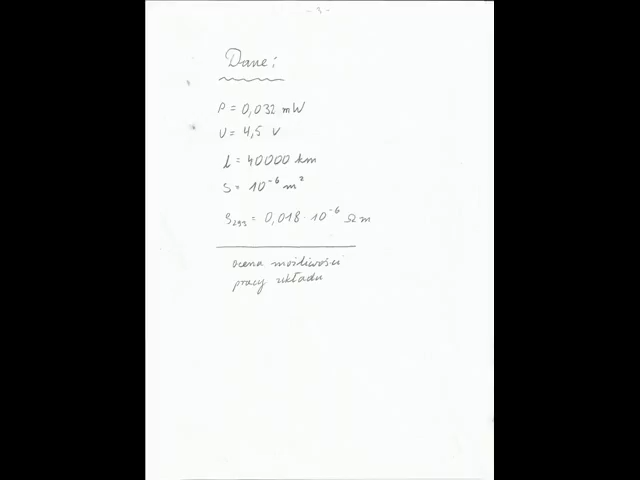 Dane:
P = 0,032 mW
U = 4,5 V
l = 40000 km
S = 10⁻⁶ m²
ρ₂₉₃ = 0,018 · 10⁻⁶ Ωm
ocena możliwości
pracy układu